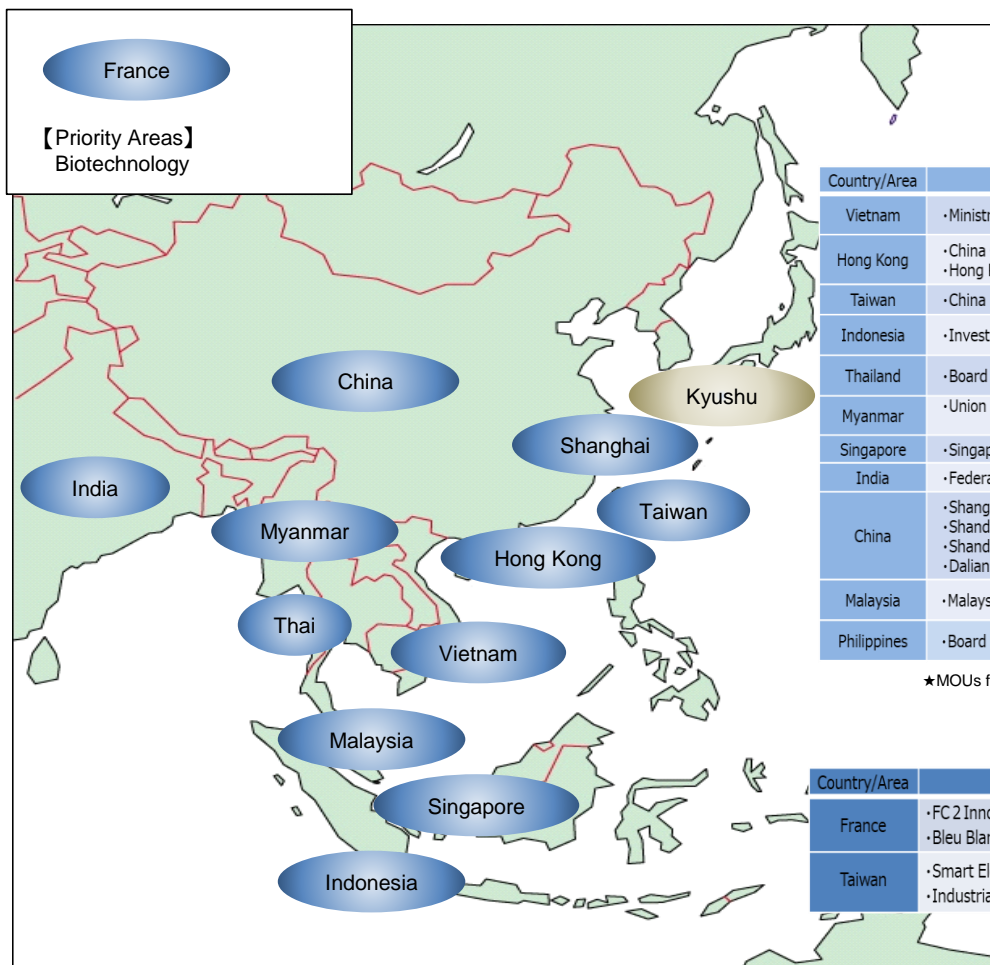 France
【Priority Areas】
Biotechnology
China
Kyushu
Shanghai
India
Taiwan
Myanmar
Hong Kong
Thai
Vietnam
Malaysia
Singapore
Indonesia
Country/Area
Vietnam
・Ministr
Hong Kong
・China
・Hong
Taiwan
・China
Indonesia
・Invest
Thailand
・Board
Myanmar
・Union
Singapore
・Singap
India
・Federa
China
・Shang
・Shand
・Shand
・Dalian
Malaysia
・Malays
Philippines
・Board
★MOUs f
Country/Area
France
・FC2 Inno
・Bleu Blan
Taiwan
・Smart El
・Industria